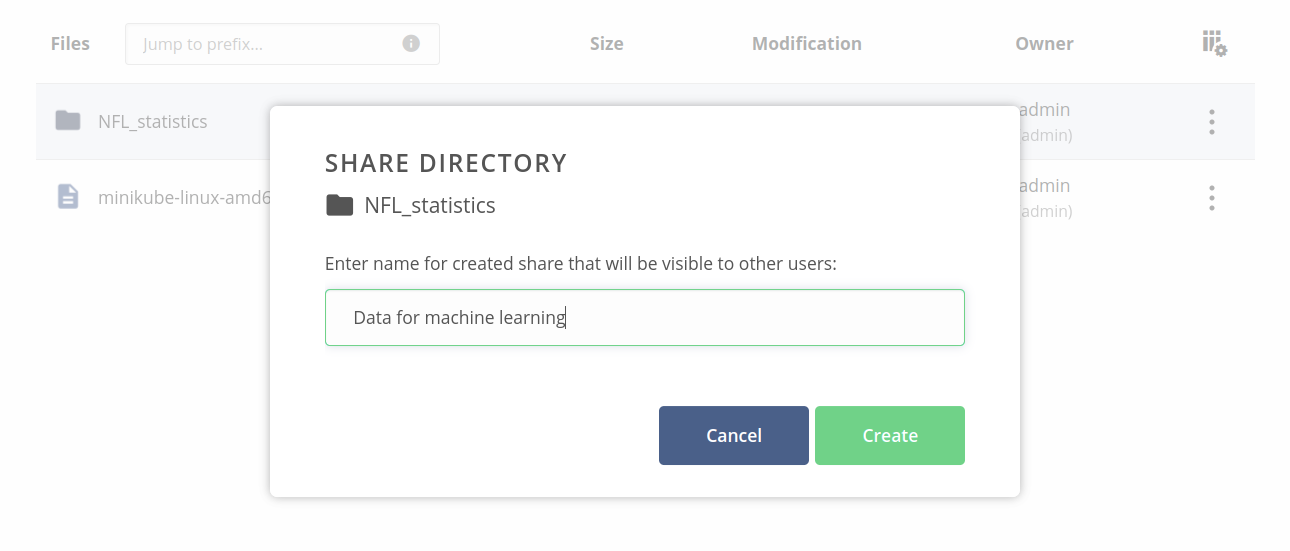 Files Jump to prefix... Size Modification Owner
NFL_statistics admin
admin)
minikube-linux-amd6 admin
admin)
SHARE DIRECTORY
NFL_statistics
Enter name for created share that will be visible to other users:
Data for machine learning
Cancel Create